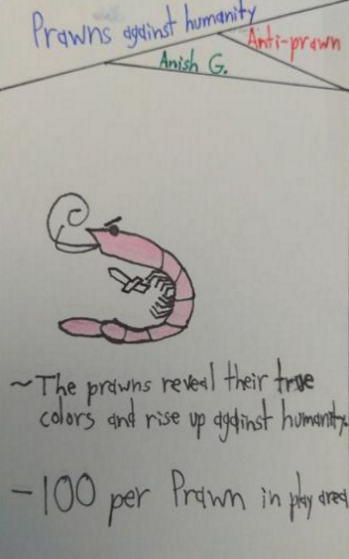 Prawns against humanity
Anti-prawn
Anish G.
~The prawns reveal their true
colors and rise up against humanity.
-100 per Prawn in play area